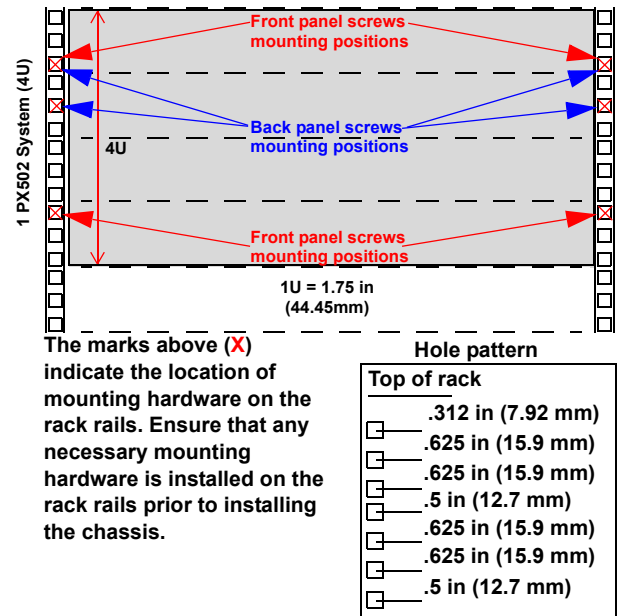 1 PX502 System (4U)
Front panel screws
mounting positions
Back panel screws
mounting positions
4U
Front panel screws
mounting positions
1U = 1.75 in
(44.45mm)
The marks above (X)
indicate the location of
mounting hardware on the
rack rails. Ensure that any
necessary mounting
hardware is installed on the
rack rails prior to installing
the chassis.
Hole pattern
Top of rack
.312 in (7.92 mm)
.625 in (15.9 mm)
.625 in (15.9 mm)
.5 in (12.7 mm)
.625 in (15.9 mm)
.625 in (15.9 mm)
.5 in (12.7 mm)